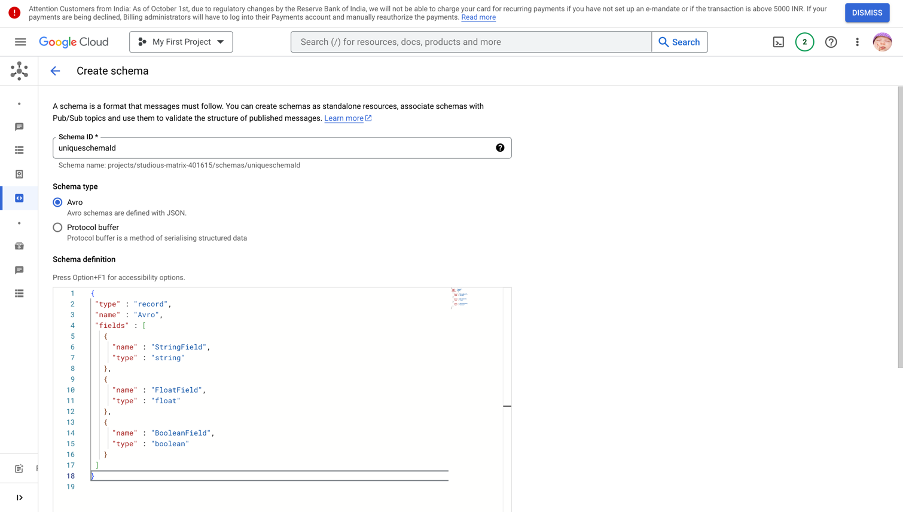 Attention Customers from India: As of October 1st, due to regulatory changes by the Reserve Bank of India, we will not be able to charge your card for recurring payments if you have not set up an e-mandate or if the transaction is above 5000 INR. If your
payments are being declined, Billing administrators will have to log into their Payments account and manually reauthorize the payments. Read more
DISMISS
Google Cloud
My First Project
Search (/) for resources, docs, products and more
Search
2
Create schema
A schema is a format that messages must follow. You can create schemas as standalone resources, associate schemas with
Pub/Sub topics and use them to validate the structure of published messages. Learn more
Schema ID *
uniqueschemaId
Schema name: projects/studious-matrix-401615/schemas/uniqueschemaId
Schema type
Avro
Avro schemas are defined with JSON.
Protocol buffer
Protocol buffer is a method of serialising structured data
Schema definition
Press Option+F1 for accessibility options.
1 {
2 "type" : "record",
3 "name" : "Avro",
4 "fields" : [
5 {
6 "name" : "StringField",
7 "type" : "string"
8 },
9 {
10 "name" : "FloatField",
11 "type" : "float"
12 },
13 {
14 "name" : "BooleanField",
15 "type" : "boolean"
16 }
17 ]
18 }
19